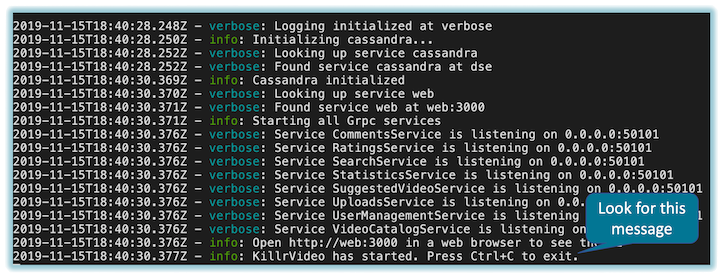 2019-11-15T18:40:28.248Z - verbose: Logging initialized at verbose
2019-11-15T18:40:28.250Z - info: Initializing cassandra...
2019-11-15T18:40:28.252Z - verbose: Looking up service cassandra
2019-11-15T18:40:28.252Z - verbose: Found service cassandra at dse
2019-11-15T18:40:30.369Z - info: Cassandra initialized
2019-11-15T18:40:30.370Z - verbose: Looking up service web
2019-11-15T18:40:30.371Z - verbose: Found service web at web:3000
2019-11-15T18:40:30.371Z - info: Starting all Grpc services
2019-11-15T18:40:30.376Z - verbose: Service CommentsService is listening on 0.0.0.0:50101
2019-11-15T18:40:30.376Z - verbose: Service RatingsService is listening on 0.0.0.0:50101
2019-11-15T18:40:30.376Z - verbose: Service SearchService is listening on 0.0.0.0:50101
2019-11-15T18:40:30.376Z - verbose: Service StatisticsService is listening on 0.0.0.0:50101
2019-11-15T18:40:30.376Z - verbose: Service SuggestedVideoService is listening on 0.0.0.0:50101
2019-11-15T18:40:30.376Z - verbose: Service UploadsService is listening on 0.0.0
2019-11-15T18:40:30.376Z - verbose: Service UserManagementService is listening 01
2019-11-15T18:40:30.376Z - verbose: Service VideoCatalogService is listening on
2019-11-15T18:40:30.376Z - info: Open http://web:3000 in a web browser to see
2019-11-15T18:40:30.377Z - info: KillrVideo has started. Press Ctrl+C to exit.
Look for this
message